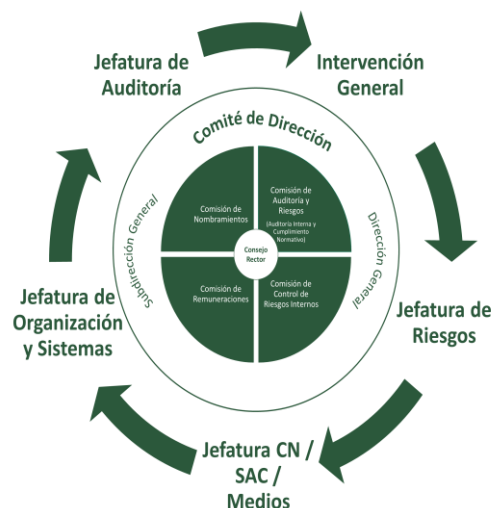 Jefatura de
Auditoría
Intervención
General
Comité de Dirección
Subdirección General
Dirección General
Comisión de
Nombramientos
Comisión de
Auditoría y
Riesgos
(Auditoría Interna y
Cumplimiento
Normativo)
Consejo
Rector
Comisión de
Remuneraciones
Comisión de
Control de
Riesgos Internos
Jefatura de
Organización
y Sistemas
Jefatura de
Riesgos
Jefatura CN /
SAC /
Medios